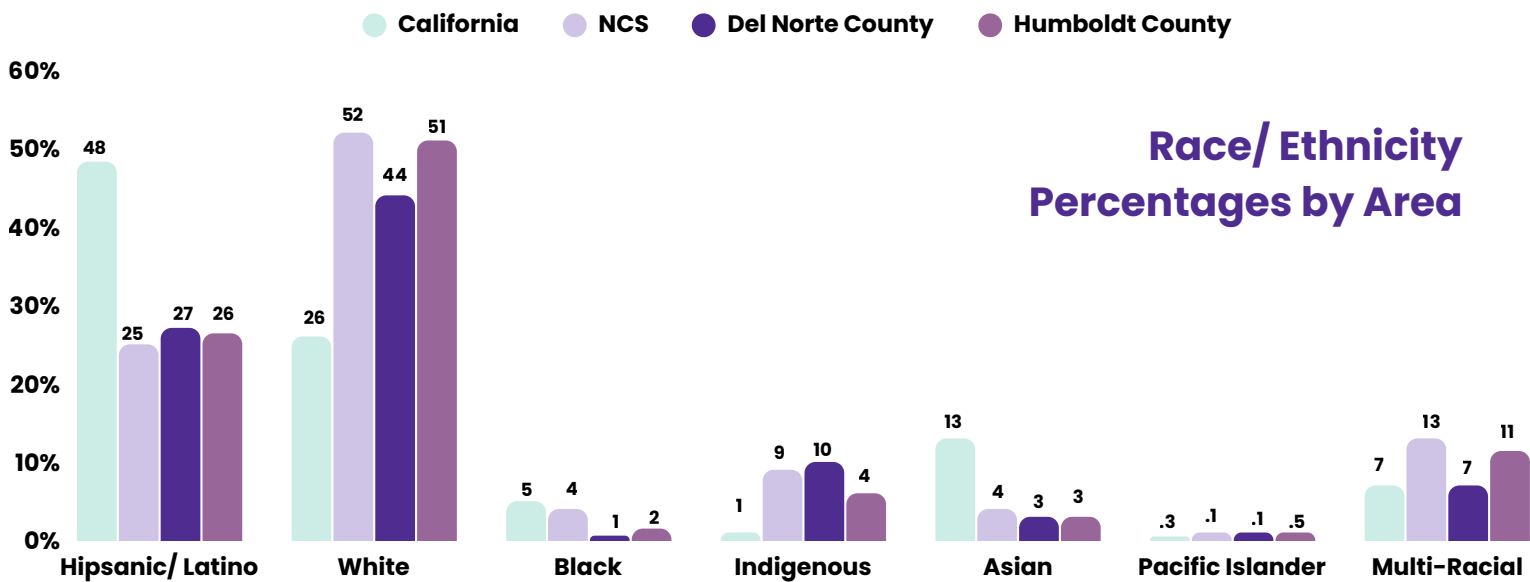 California NCS Del Norte County Humboldt County
Race/ Ethnicity
Percentages by Area
60%
50%
40%
30%
20%
10%
0%
48 25 27 26
26 52 44 51
5 4 1 2
1 9 10 4
13 4 3 3
.3 .1 .1 .5
7 13 7 11
Hipsanic/ Latino White Black Indigenous Asian Pacific Islander Multi-Racial